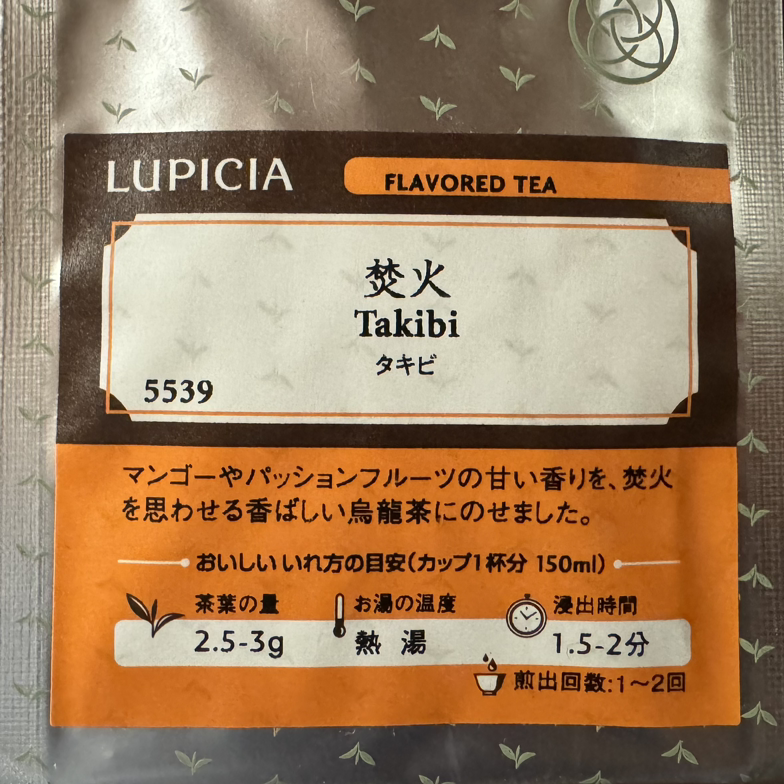 LUPICIA
FLAVORED TEA
焚火
Takibi
タキビ
5539
マンゴーやパッションフルーツの甘い香りを、焚火
を思わせる香ばしい烏龍茶にのせました。
おいしいいれ方の目安（カップ1杯分 150ml）
茶葉の量 お湯の温度 浸出時間
2.5-3g 熱湯 1.5-2分
煎出回数:1～2回